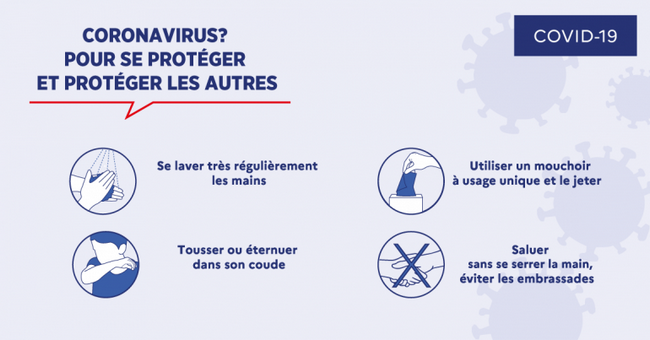 CORONAVIRUS?
POUR SE PROTÉGER
ET PROTÉGER LES AUTRES
COVID-19
Se laver très régulièrement
les mains
Utiliser un mouchoir
à usage unique et le jeter
Tousser ou éternuer
dans son coude
Saluer
sans se serrer la main,
éviter les embrassades